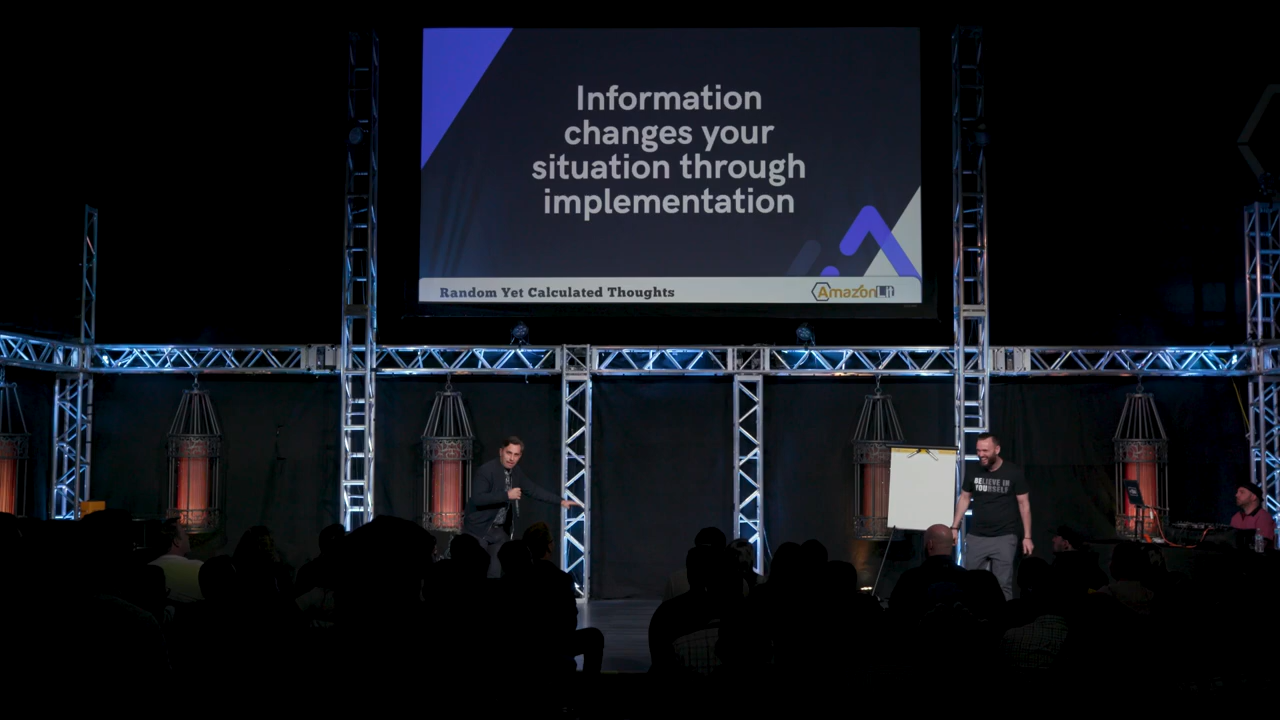 Information
changes your
situation through
implementation
Random Yet Calculated Thoughts
AmazonLit
BELIEVE IN
YOURSELF